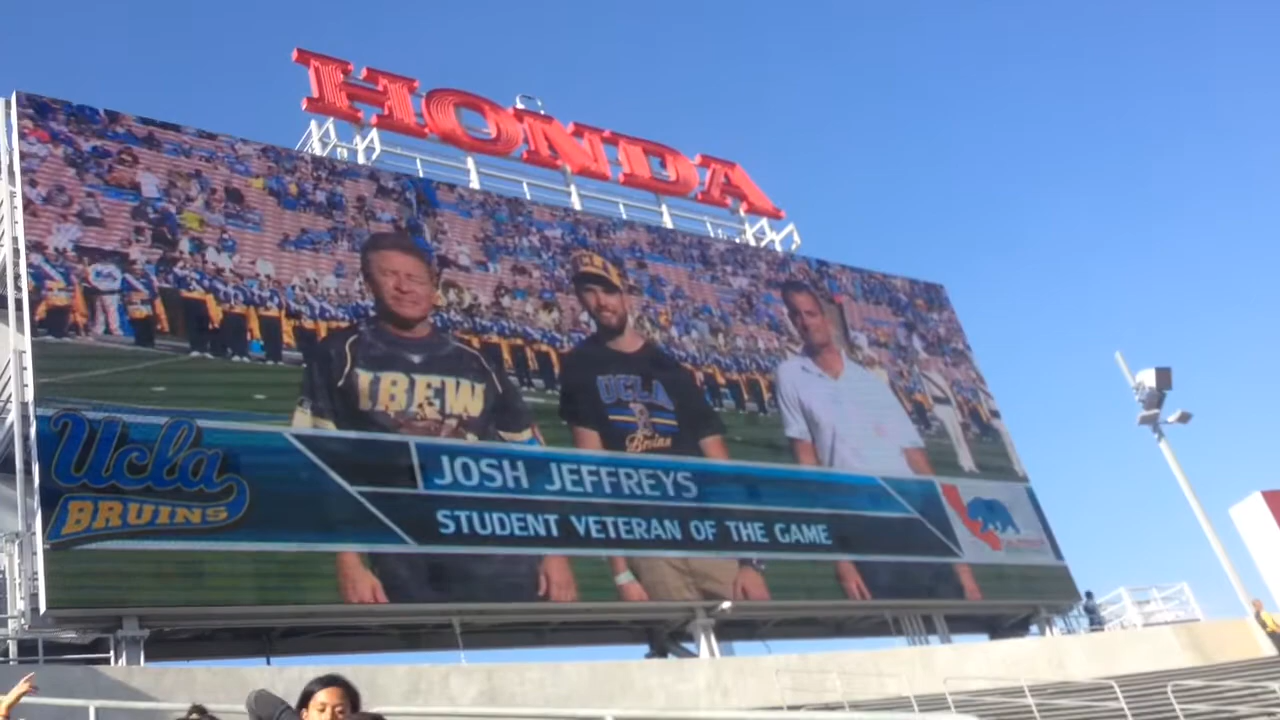 HONDA
IBEW
UCLA
Bruins
Ucla
BRUINS
JOSH JEFFREYS
STUDENT VETERAN OF THE GAME